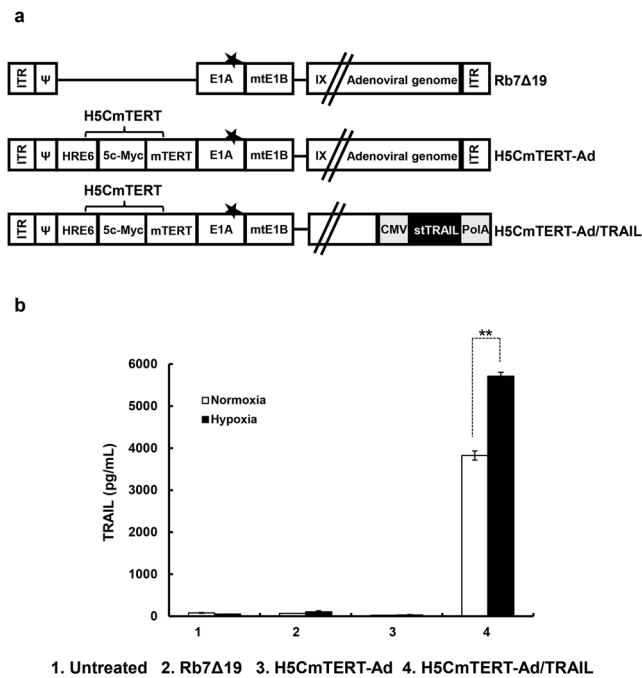 a
ITR Ψ E1A mtE1B IX Adenoviral genome ITR Rb7Δ19
H5CmTERT
ITR Ψ HRE6 5c-Myc mTERT E1A mtE1B IX Adenoviral genome ITR H5CmTERT-Ad
H5CmTERT
ITR Ψ HRE6 5c-Myc mTERT E1A mtE1B CMV stTRAIL PolA H5CmTERT-Ad/TRAIL
b
**
6000
5000
4000
3000
2000
1000
0
TRAIL (pg/mL)
Normoxia
Hypoxia
1 2 3 4
1. Untreated 2. Rb7Δ19 3. H5CmTERT-Ad 4. H5CmTERT-Ad/TRAIL